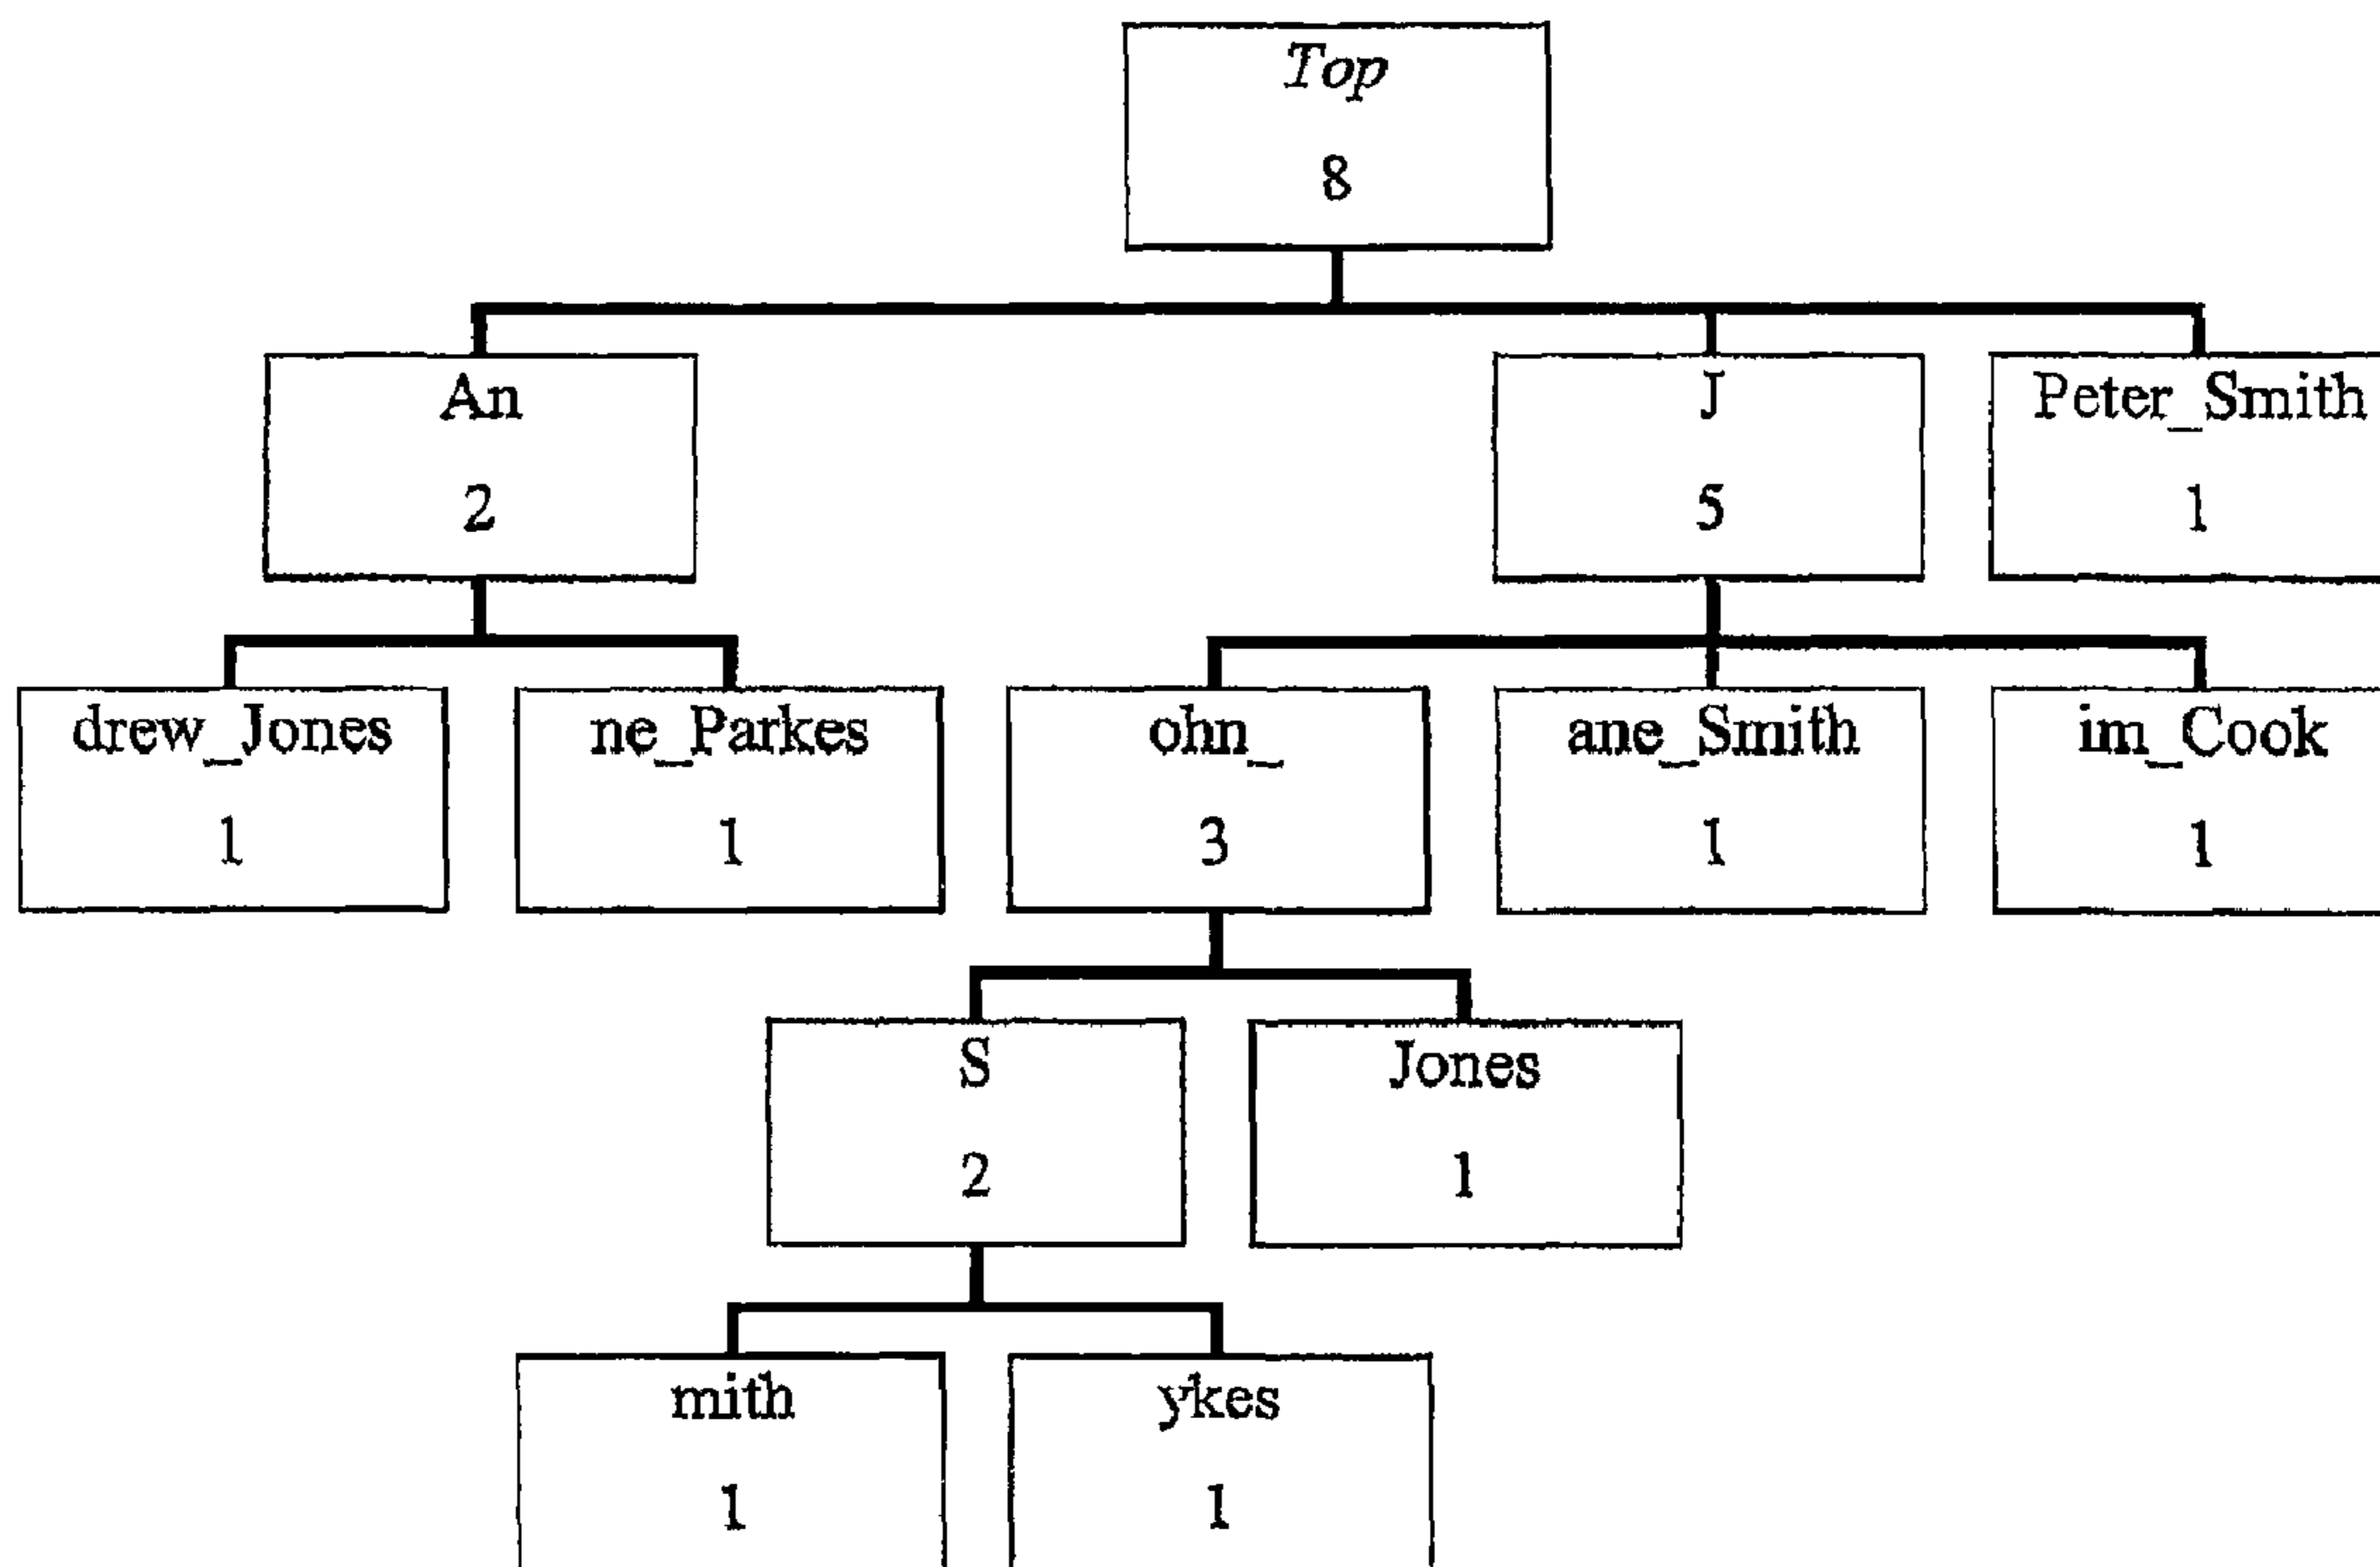 Top
8
An
2
J
5
Peter_Smith
1
drew_Jones
1
ne_Parkes
1
ohn_
3
ane_Smith
1
im_Cook
1
S
2
Jones
1
mith
1
ykes
1